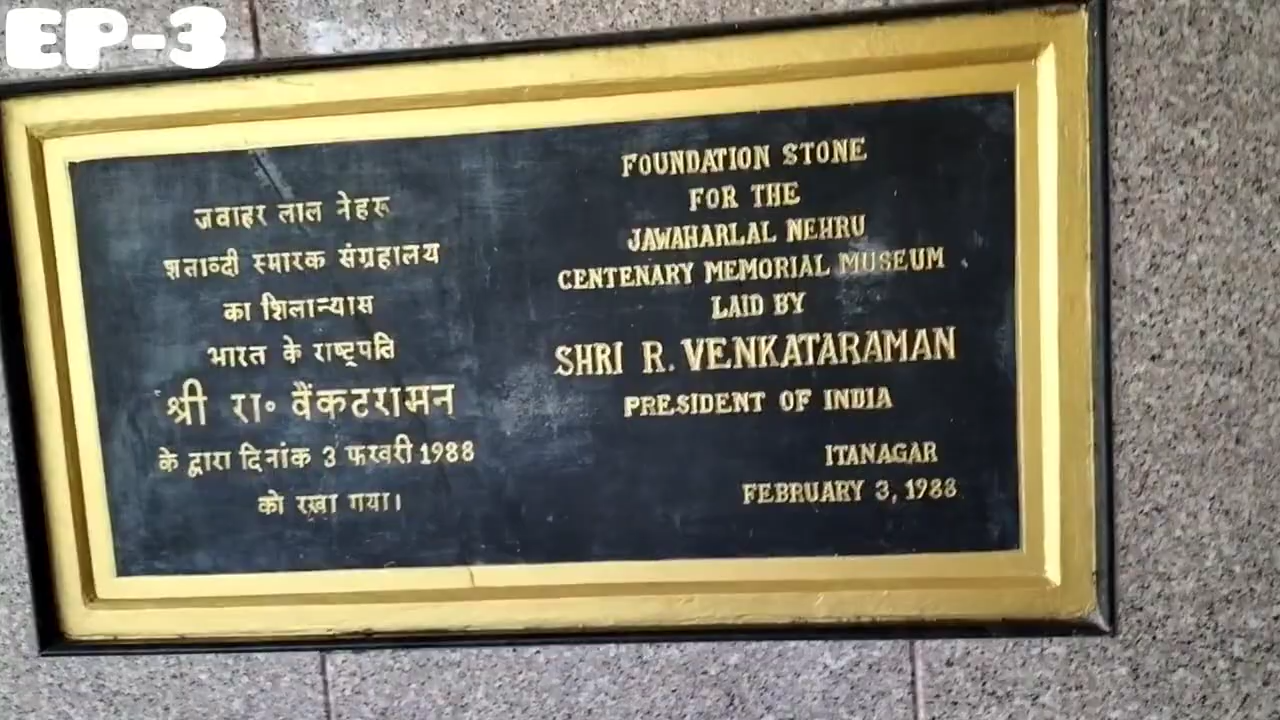 EP-3
जवाहर लाल नेहरू
शताब्दी स्मारक संग्रहालय
का शिलान्यास
भारत के राष्ट्रपति
श्री रा॰ वैंकटरामन
के द्वारा दिनांक 3 फरवरी 1988
को रखा गया।
FOUNDATION STONE
FOR THE
JAWAHARLAL NEHRU
CENTENARY MEMORIAL MUSEUM
LAID BY
SHRI R. VENKATARAMAN
PRESIDENT OF INDIA
ITANAGAR
FEBRUARY 3, 1988